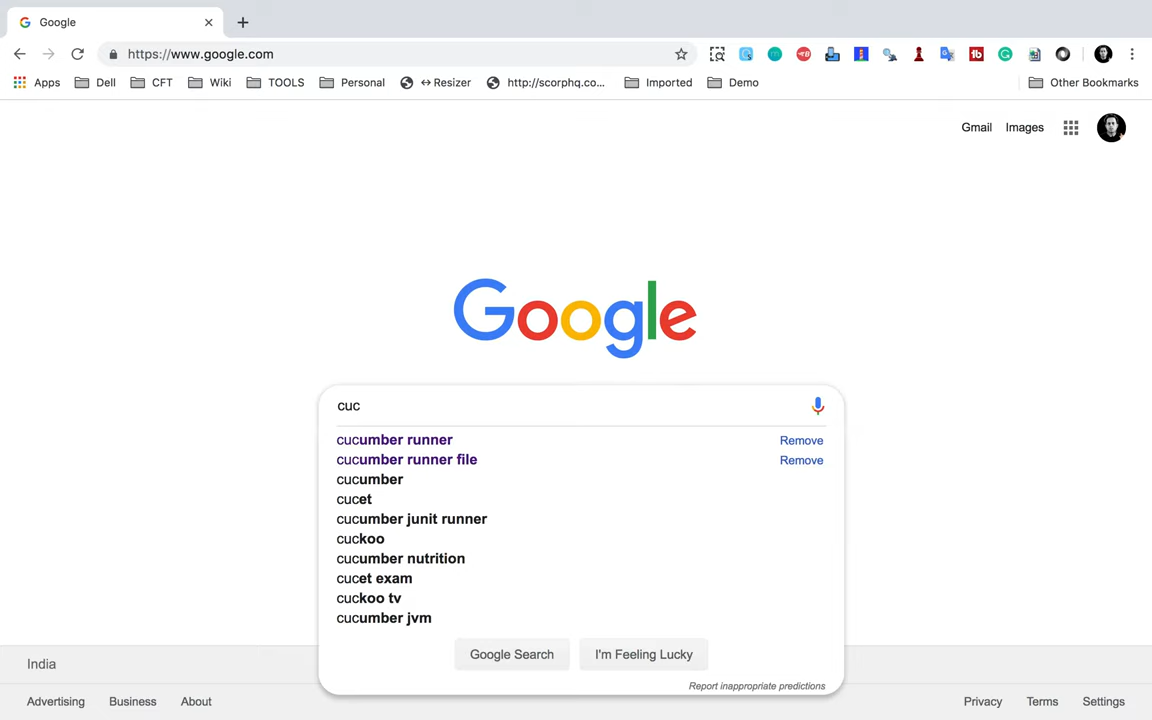 Google
https://www.google.com
Apps Dell CFT Wiki TOOLS Personal ↔Resizer http://scorphq.co... Imported Demo Other Bookmarks
Gmail Images
Google
cuc
cucumber runner Remove
cucumber runner file Remove
cucumber
cucet
cucumber junit runner
cuckoo
cucumber nutrition
cucet exam
cuckoo tv
cucumber jvm
Google Search I'm Feeling Lucky
Report inappropriate predictions
India
Advertising Business About Privacy Terms Settings